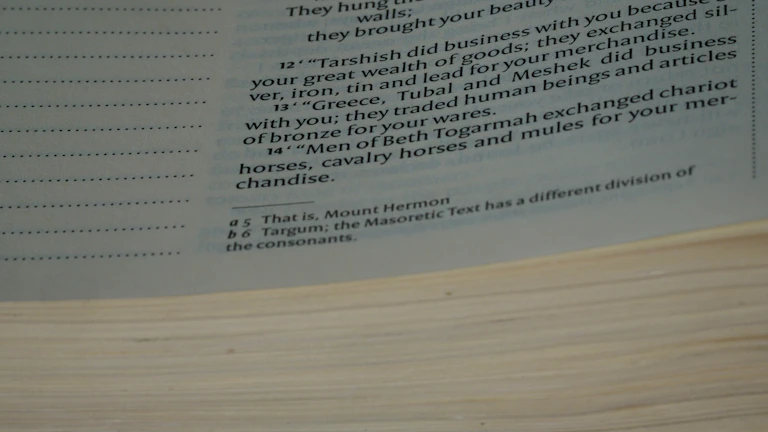 They hung the
walls;
they brought your beauty
12 ‘ “Tarshish did business with you because
your great wealth of goods; they exchanged sil-
ver, iron, tin and lead for your merchandise.
13 ‘ “Greece, Tubal and Meshek did business
with you; they traded human beings and articles
of bronze for your wares.
14 ‘ “Men of Beth Togarmah exchanged chariot
horses, cavalry horses and mules for your mer-
chandise.
a 5 That is, Mount Hermon
b 6 Targum; the Masoretic Text has a different division of
the consonants.